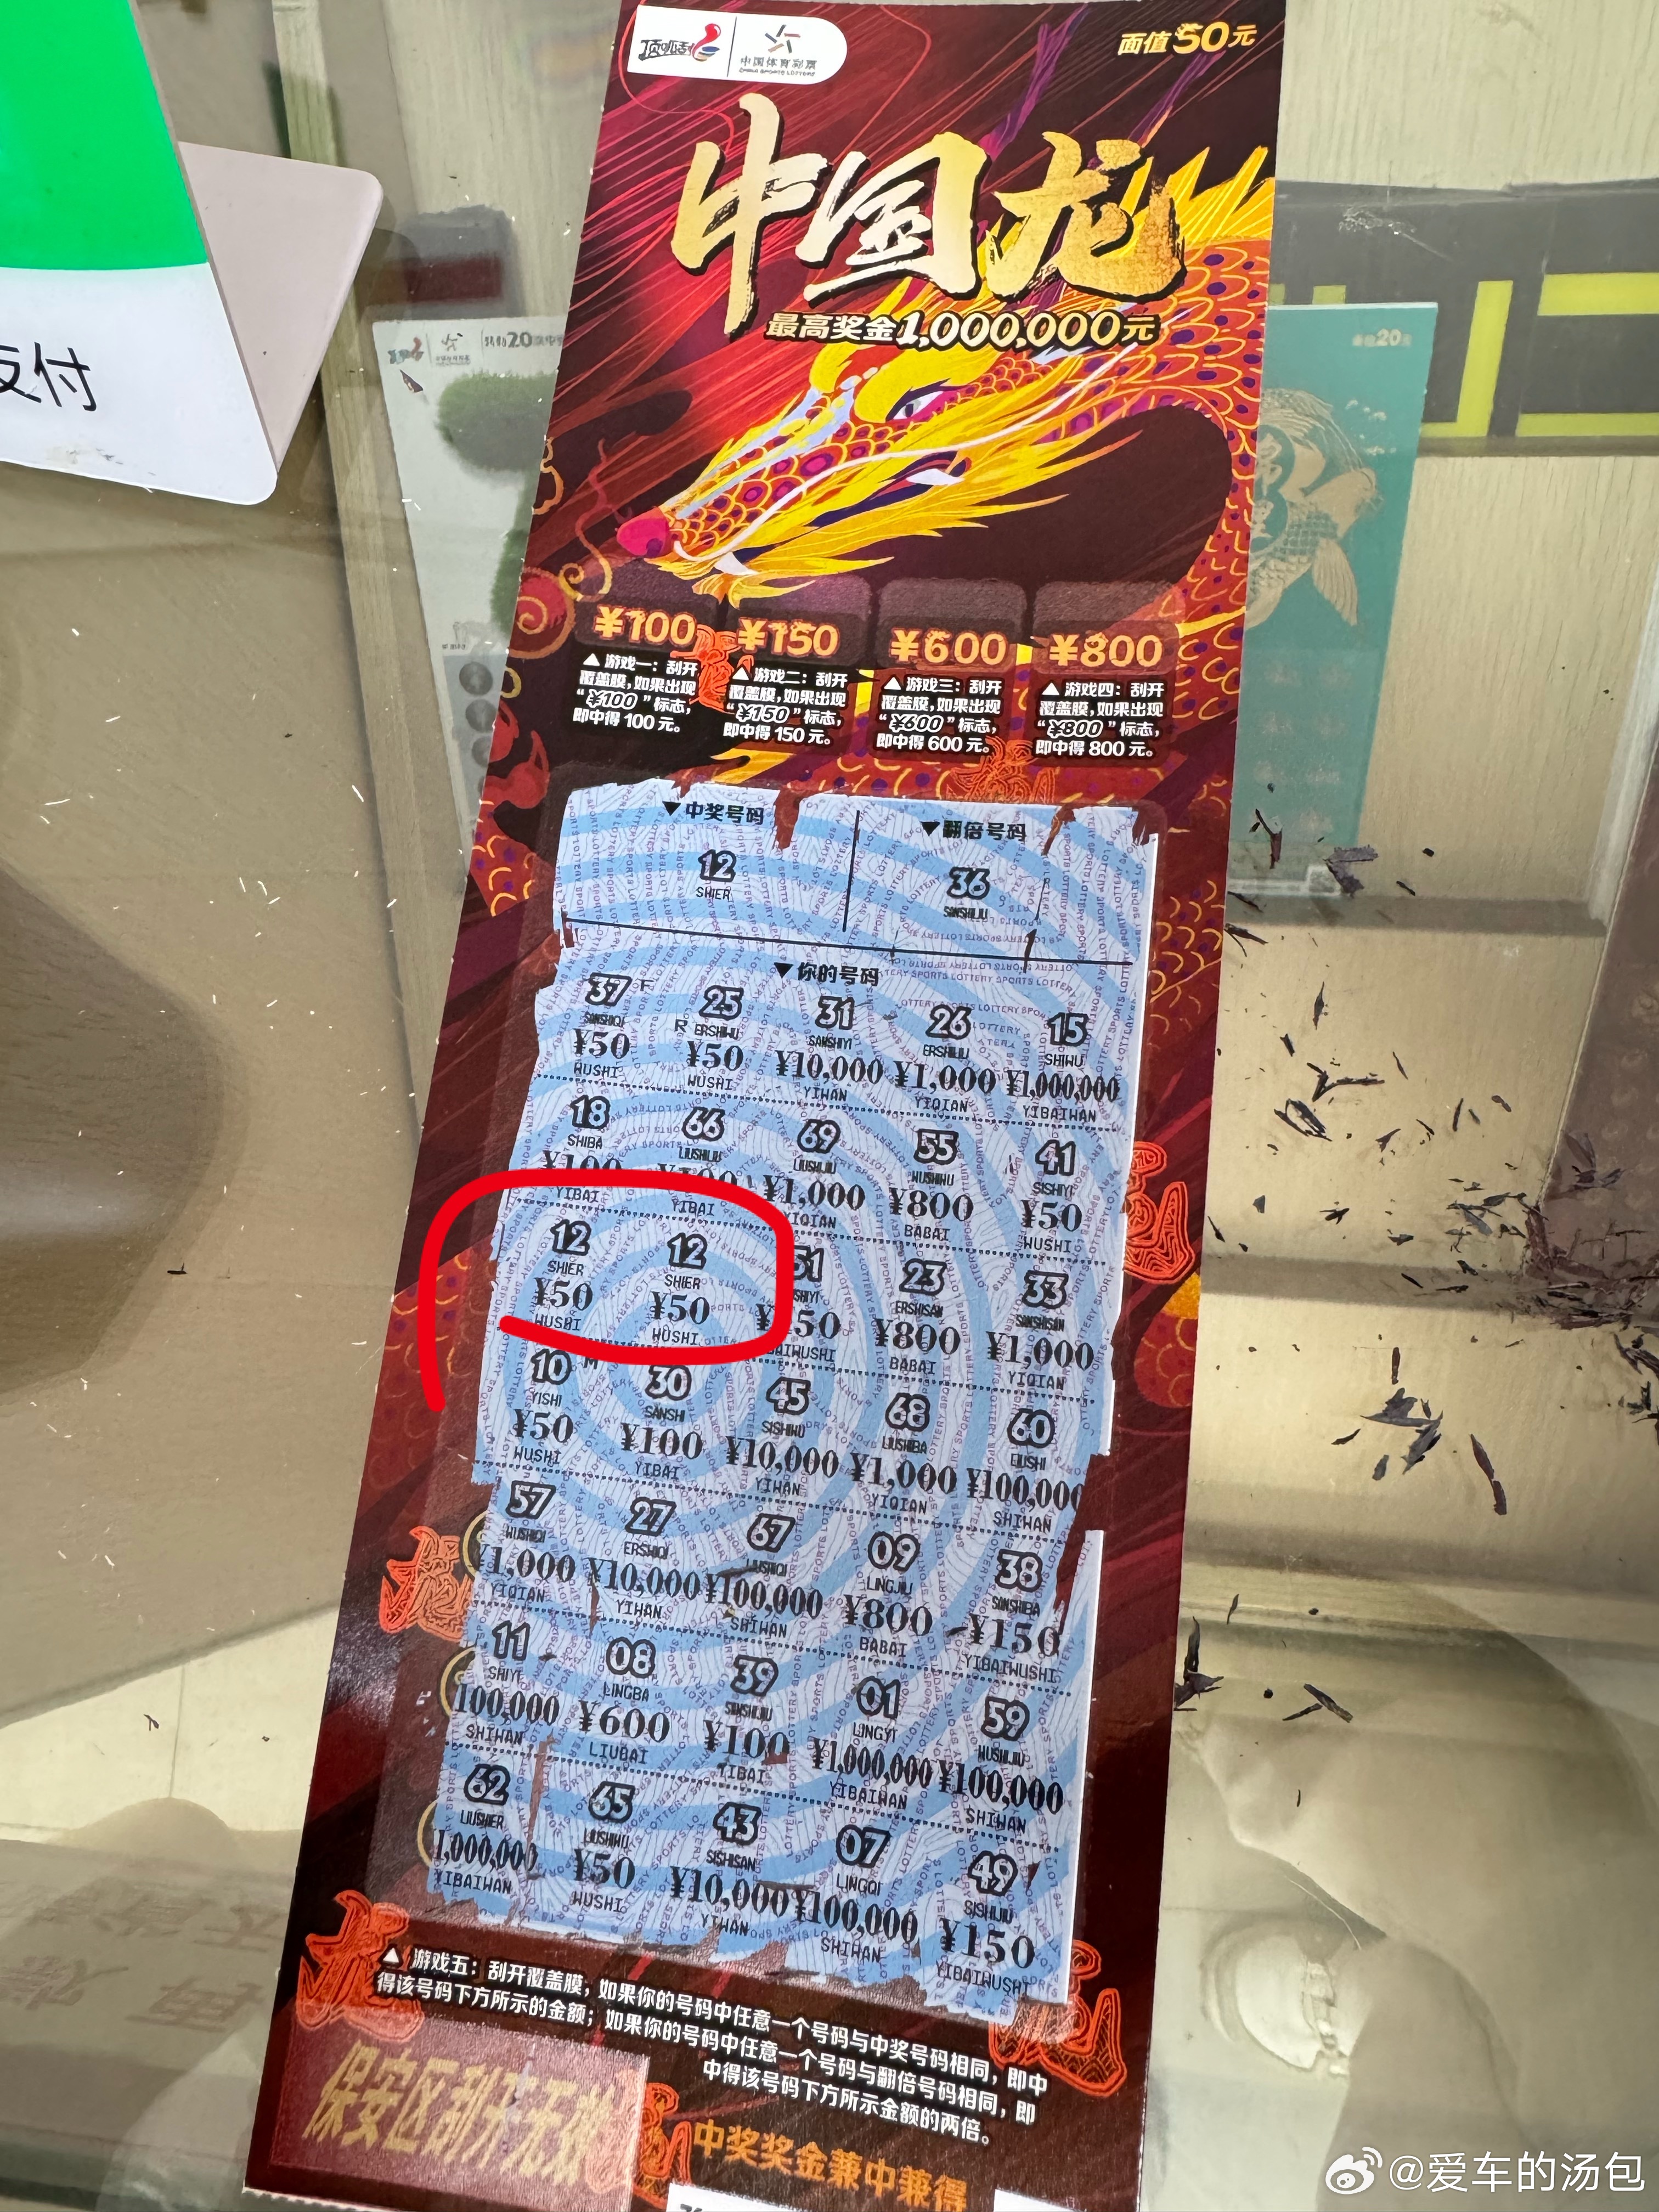 顶呱刮
中国体育彩票
CHINA SPORTS LOTTERY
面值50元
中国龙
最高奖金1,000,000元
支付
面值20元
¥100 ¥150 ¥600 ¥800
▲游戏一：刮开
覆盖膜，如果出现
“¥100”标志，
即中得100元。
▲游戏二：刮开
覆盖膜，如果出现
“¥150”标志，
即中得150元。
▲游戏三：刮开
覆盖膜，如果出现
“¥600”标志，
即中得600元。
▲游戏四：刮开
覆盖膜，如果出现
“¥800”标志，
即中得800元。
▼中奖号码 ▼翻倍号码
12 36
SHIER SANSHILIU
▼你的号码
37 F 25 31 26 15
SANSHIQI R ERSHIWU SANSHIYI ERSHILIU SHIWU
¥50 ¥50 ¥10,000 ¥1,000 ¥1,000,000
WUSHI WUSHI YIWAN YIQIAN YIBAIWAN
18 66 69 55 41
SHIBA LIUSHILIU LIUSHIJIU WUSHIWU SISHIYI
¥100 ¥1,000 ¥800 ¥50
YIBAI YIBAI YIQIAN BABAI WUSHI
12 12 51 23 33
SHIER SHIER ERSHISAN SANSHISAN
¥50 ¥50 ¥150 ¥800 ¥1,000
WUSHI WUSHI BAIWUSHI BABAI YIQIAN
10 M 30 45 68 60
YISHI SANSHI SISHIWU LIUSHIBA LIUSHI
¥50 ¥100 ¥10,000 ¥1,000 ¥100,000
WUSHI YIBAI YIWAN YIQIAN SHIWAN
57 27 67 09 38
WUSHIQI ERSHIQI LIUSHIQI LINGJIU SANSHIBA
¥1,000 ¥10,000 ¥100,000 ¥800 ¥150
YIQIAN YIWAN SHIWAN BABAI YIBAIWUSHI
11 08 39 01 59
SHIYI LINGBA SANSHIJIU LINGYI WUSHIJIU
100,000 ¥600 ¥100 ¥1,000,000 ¥100,000
SHIWAN LIUBAI YIBAI YIBAIWAN SHIWAN
62 65 43 07 49
LIUSHIER LIUSHIWU SISHISAN LINGQI SISHIJIU
1,000,000 ¥50 ¥10,000 ¥100,000 ¥150
YIBAIWAN WUSHI YIWAN SHIWAN YIBAIWUSHI
▲游戏五：刮开覆盖膜，如果你的号码中任意一个号码与中奖号码相同，即中
得该号码下方所示的金额；如果你的号码中任意一个号码与翻倍号码相同，即
中得该号码下方所示金额的两倍。
保安区刮开无效
中奖奖金兼中兼得
@爱车的汤包